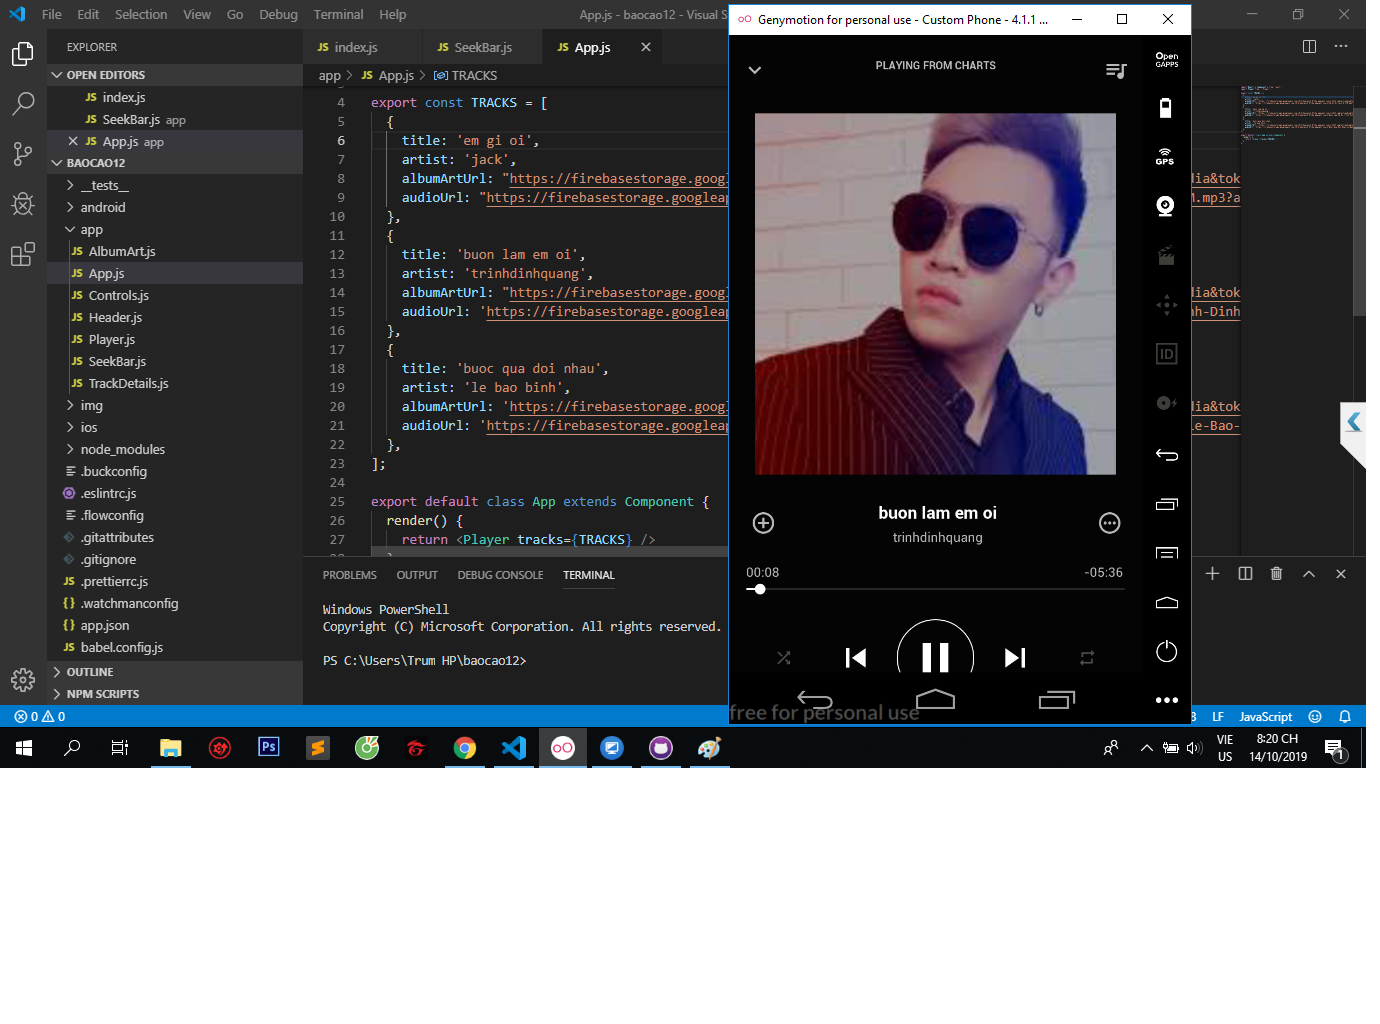 File Edit Selection View Go Debug Terminal Help
App.js - baocao12 - Visual S
EXPLORER
OPEN EDITORS
JS index.js
JS SeekBar.js app
JS App.js app
BAOCAO12
__tests__
android
app
JS AlbumArt.js
JS App.js
JS Controls.js
JS Header.js
JS Player.js
JS SeekBar.js
JS TrackDetails.js
img
ios
node_modules
.buckconfig
.eslintrc.js
.flowconfig
.gitattributes
.gitignore
JS .prettierrc.js
{} .watchmanconfig
{} app.json
JS babel.config.js
OUTLINE
NPM SCRIPTS
JS index.js JS SeekBar.js JS App.js
app > JS App.js > TRACKS
4 export const TRACKS = [
5 {
6 title: 'em gi oi',
7 artist: 'jack',
8 albumArtUrl: "https://firebasestorage.googl
9 audioUrl: "https://firebasestorage.googleap
10 },
11 {
12 title: 'buon lam em oi',
13 artist: 'trinhdinhquang',
14 albumArtUrl: "https://firebasestorage.googl
15 audioUrl: 'https://firebasestorage.googleap
16 },
17 {
18 title: 'buoc qua doi nhau',
19 artist: 'le bao binh',
20 albumArtUrl: 'https://firebasestorage.googl
21 audioUrl: 'https://firebasestorage.googleap
22 },
23 ];
24
25 export default class App extends Component {
26 render() {
27 return <Player tracks={TRACKS} />
28
dia&tok
M.mp3?a
dia&tok
nh-Dinh
dia&tok
Le-Bao-
PROBLEMS OUTPUT DEBUG CONSOLE TERMINAL
Windows PowerShell
Copyright (C) Microsoft Corporation. All rights reserved.
PS C:\Users\Trum HP\baocao12>
Genymotion for personal use - Custom Phone - 4.1.1 ...
PLAYING FROM CHARTS
buon lam em oi
trinhdinhquang
00:08 -05:36
free for personal use
Open
GAPPS
GPS
ID
0 0
LF JavaScript
Ps
VIE
US
8:20 CH
14/10/2019
1